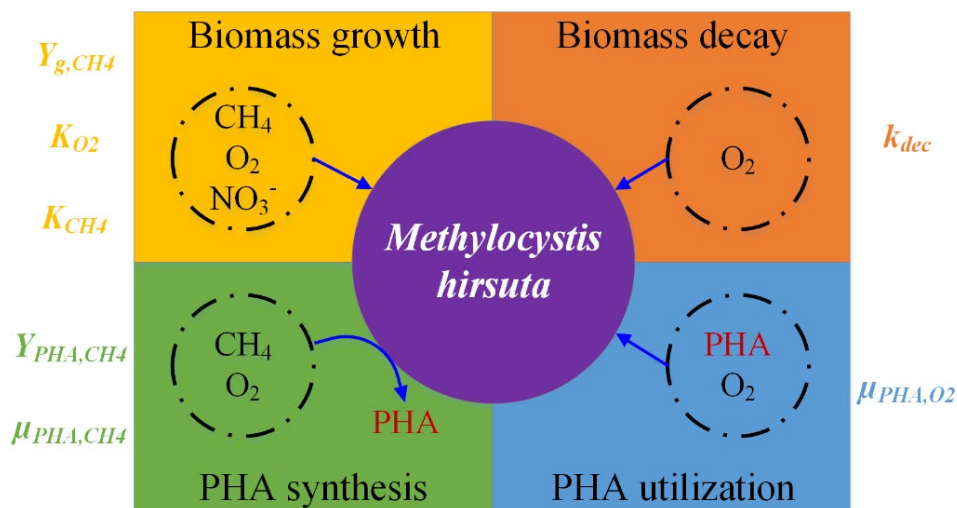 Biomass growth
Biomass decay
Y_g,CH4
K_O2
K_CH4
CH₄
O₂
NO₃⁻
O₂
k_dec
Methylocystis
hirsuta
Y_PHA,CH4
μ_PHA,CH4
CH₄
O₂
PHA
PHA
O₂
μ_PHA,O2
PHA synthesis
PHA utilization